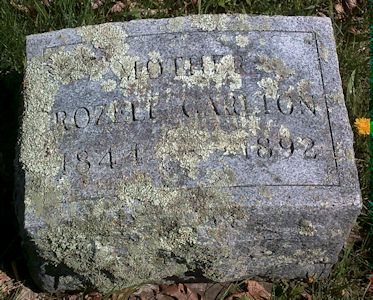 MOTHER
ROZELL CARLTON
1844 - 1892